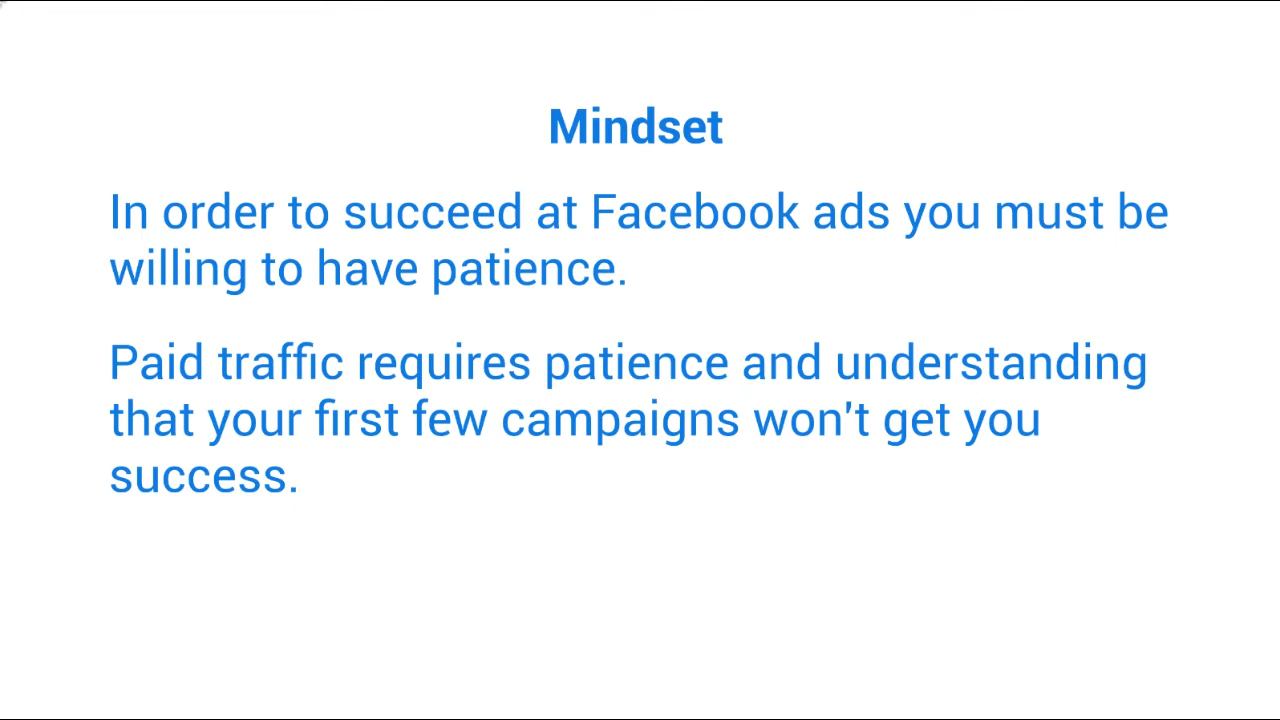 Mindset
In order to succeed at Facebook ads you must be
willing to have patience.
Paid traffic requires patience and understanding
that your first few campaigns won't get you
success.